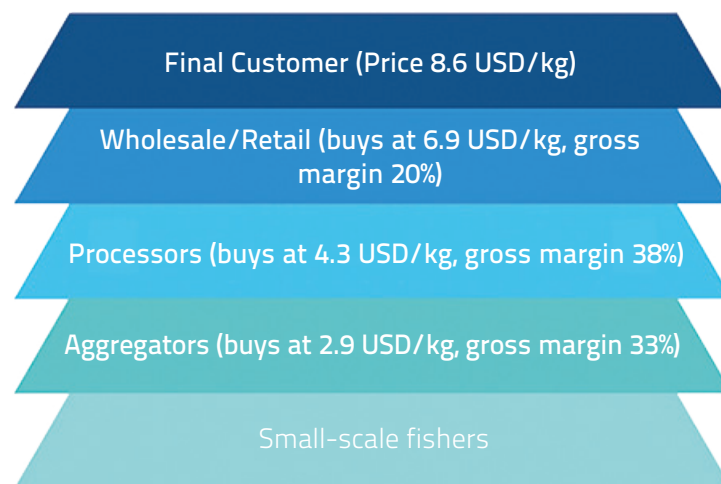 Final Customer (Price 8.6 USD/kg)
Wholesale/Retail (buys at 6.9 USD/kg, gross
margin 20%)
Processors (buys at 4.3 USD/kg, gross margin 38%)
Aggregators (buys at 2.9 USD/kg, gross margin 33%)
Small-scale fishers